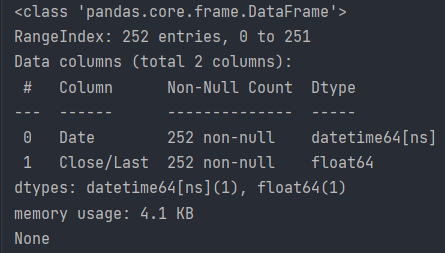 <class 'pandas.core.frame.DataFrame'>
RangeIndex: 252 entries, 0 to 251
Data columns (total 2 columns):
 #   Column      Non-Null Count  Dtype
---  ------      --------------  -----
 0   Date        252 non-null    datetime64[ns]
 1   Close/Last  252 non-null    float64
dtypes: datetime64[ns](1), float64(1)
memory usage: 4.1 KB
None